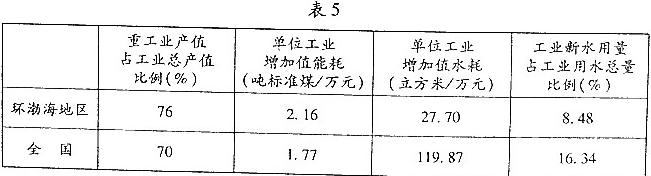 表5
重工业产值
占工业总产值
比例(%)
单位工业
增加值能耗
(吨标准煤/万元)
单位工业
增加值水耗
(立方米/万元)
工业新水用量
占工业用水总量
比例(%)
环渤海地区 76 2.16 27.70 8.48
全国 70 1.77 119.87 16.34